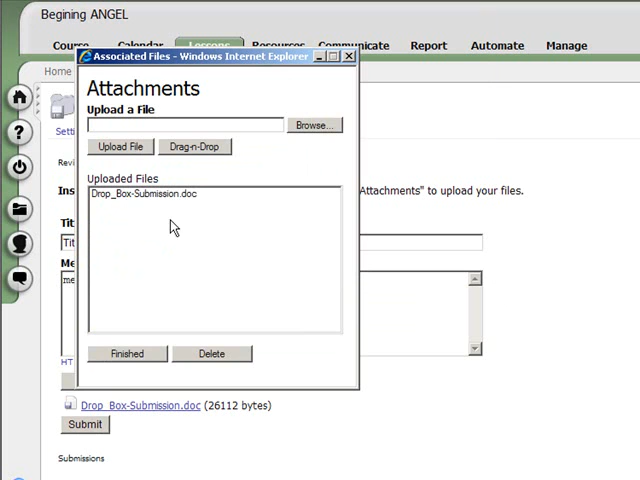 Begining ANGEL
Course Calendar Lessons Resources Communicate Report Automate Manage
Associated Files - Windows Internet Explorer
Home
Attachments
Upload a File
Browse...
Upload File Drag-n-Drop
Setti
Revi
Uploaded Files
Drop_Box-Submission.doc
Ins
Attachments" to upload your files.
Tit
Tit
Me
me
Finished Delete
HT
Drop_Box-Submission.doc (26112 bytes)
Submit
Submissions